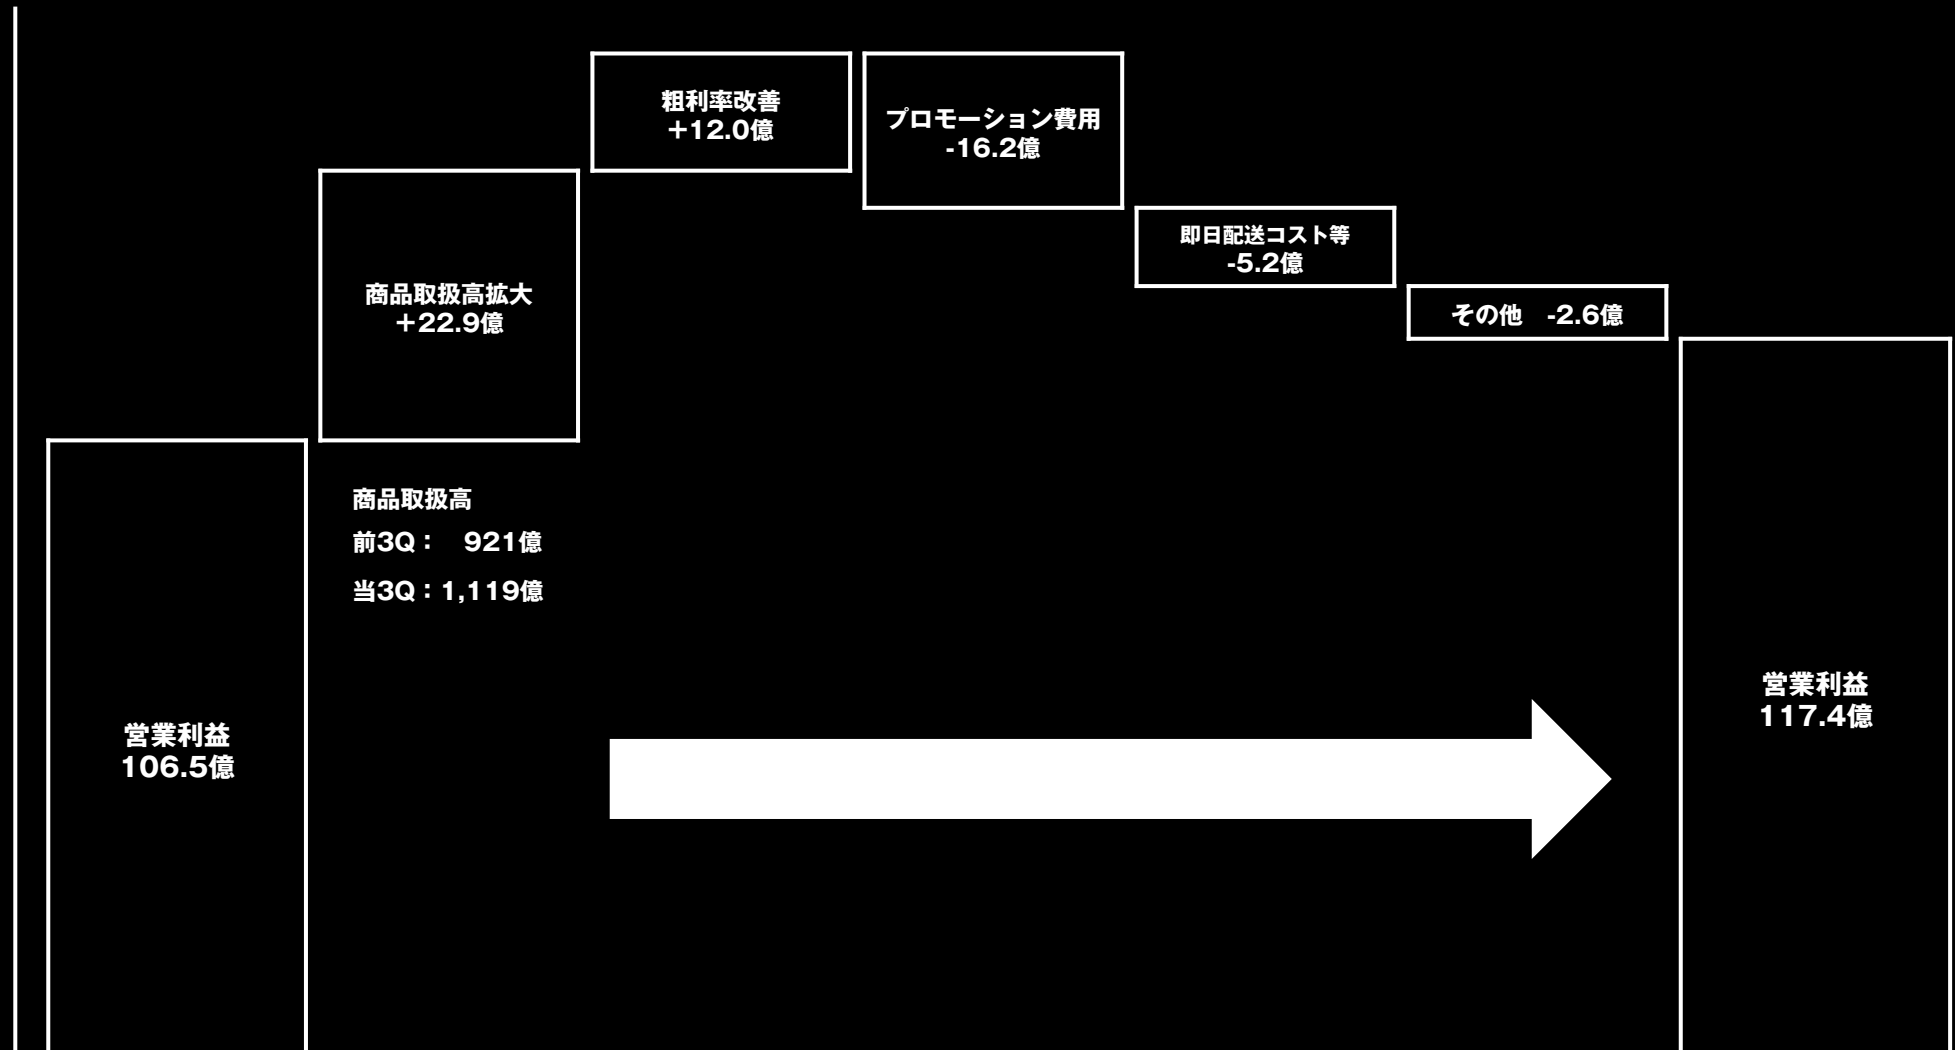 営業利益
106.5億
商品取扱高拡大
＋22.9億
商品取扱高
前3Q：　921億
当3Q：1,119億
粗利率改善
＋12.0億
プロモーション費用
-16.2億
即日配送コスト等
-5.2億
その他　-2.6億
営業利益
117.4億